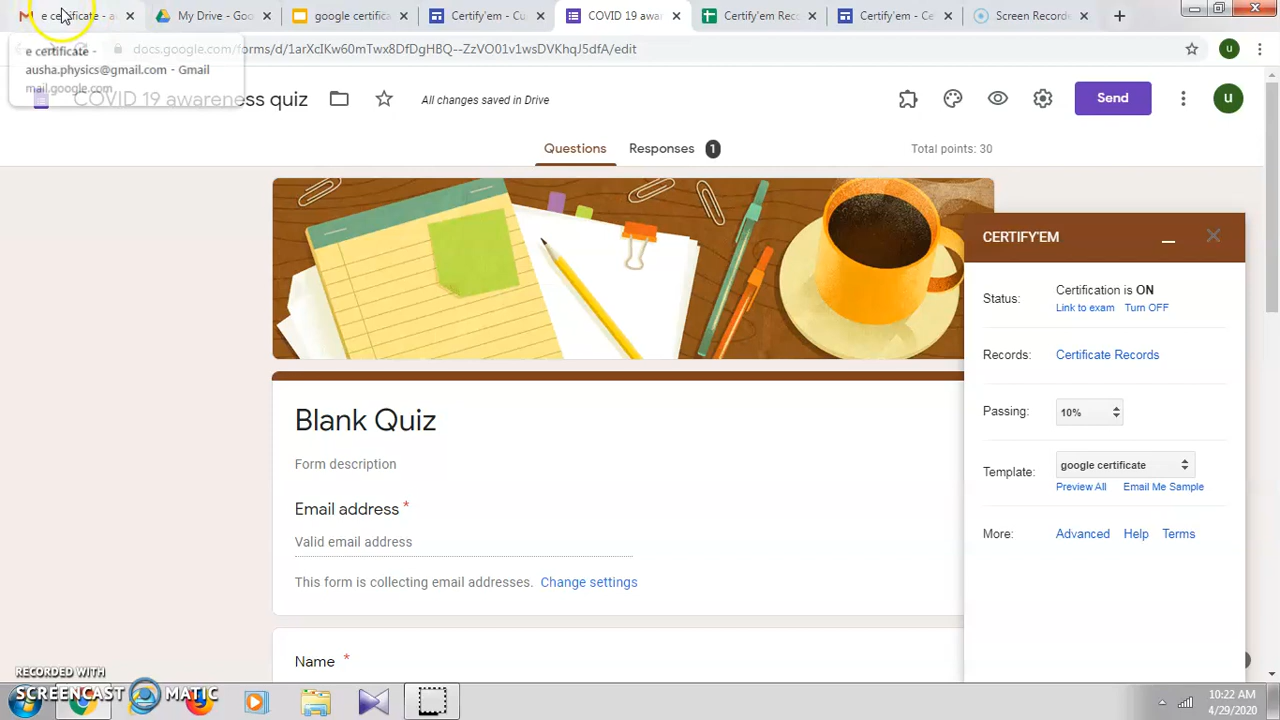 e certificate - a
My Drive - Goo
google certifica
Certify'em - Co
COVID 19 awa
Certify'em Re
Certify'em - G
Screen Record
e certificate -
ausha.physics@gmail.com - Gmail
mail.google.com
docs.google.com/forms/d/1arXcIKw60mTwx8DfDgHBQ--ZzVO01v1wsDVKhqJ5dfA/edit
u
COVID 19 awareness quiz
All changes saved in Drive
Send
u
Questions
Responses 1
Total points: 30
CERTIFY'EM
Status:
Certification is ON
Link to exam Turn OFF
Records:
Certificate Records
Passing:
10%
Template:
google certificate
Preview All Email Me Sample
More:
Advanced Help Terms
Blank Quiz
Form description
Email address *
Valid email address
This form is collecting email addresses. Change settings
Name *
RECORDED WITH
SCREENCAST MATIC
10:22 AM
4/29/2020